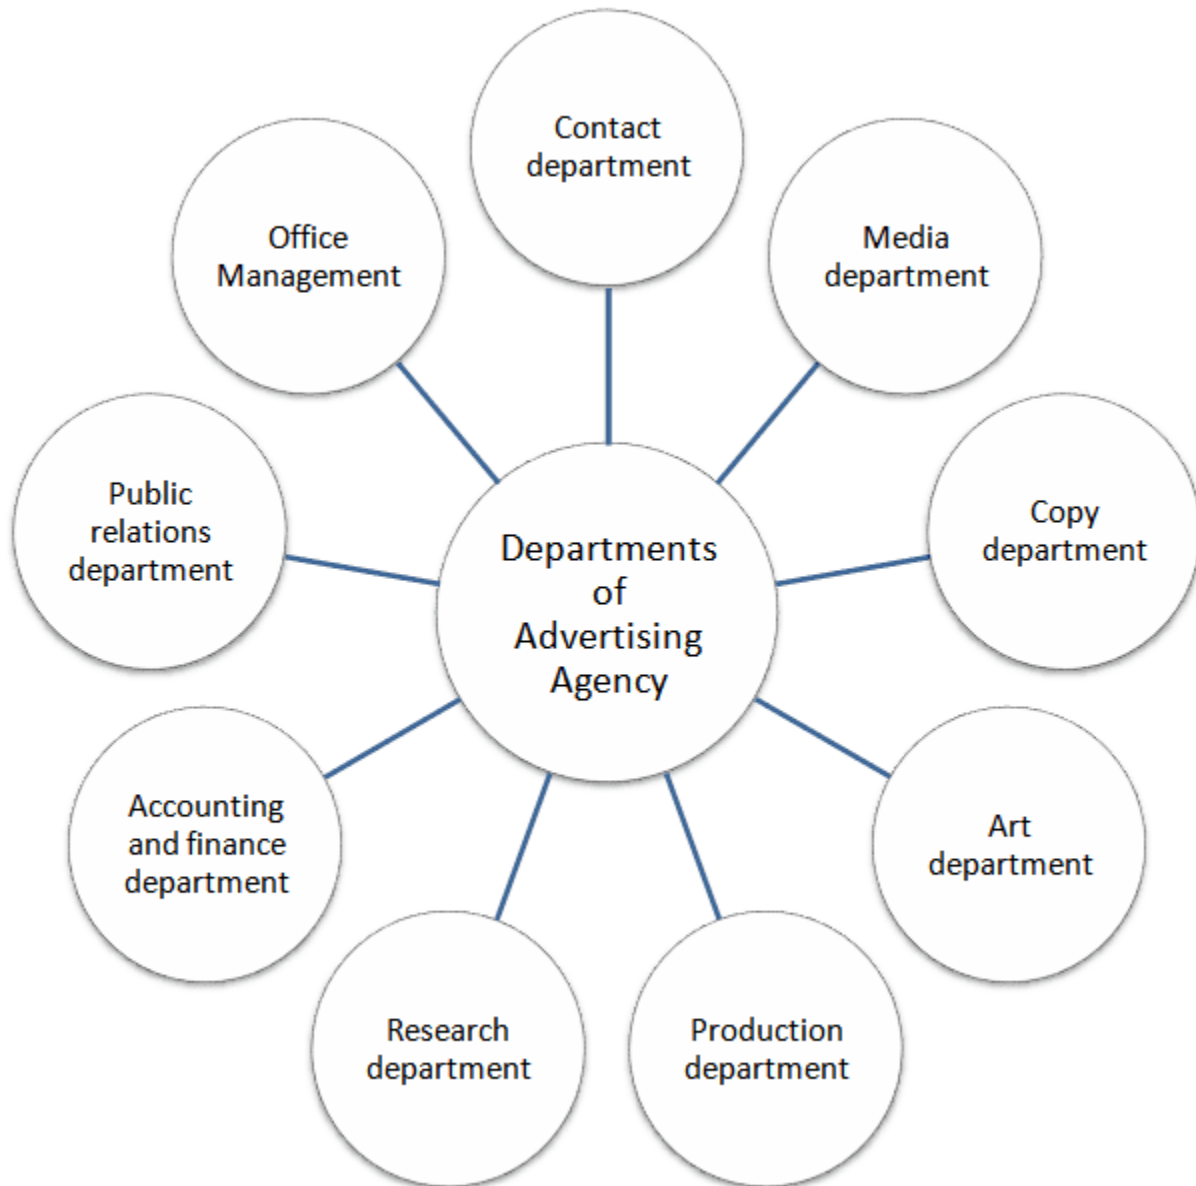 Contact
department
Media
department
Copy
department
Art
department
Production
department
Research
department
Accounting
and finance
department
Public
relations
department
Office
Management
Departments
of
Advertising
Agency